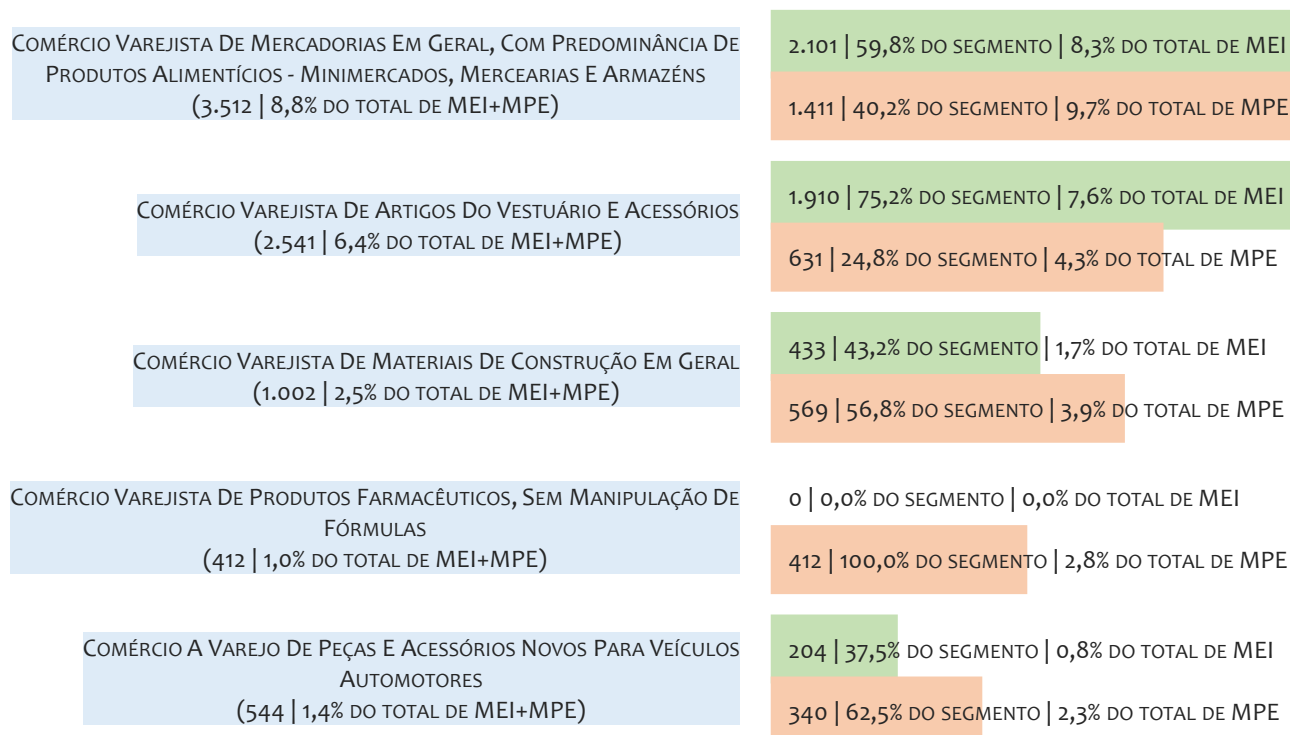 Comércio Varejista De Mercadorias Em Geral, Com Predominância De
Produtos Alimentícios - Minimercados, Mercearias E Armazéns
(3.512 | 8,8% do total de MEI+MPE)
2.101 | 59,8% do segmento | 8,3% do total de MEI
1.411 | 40,2% do segmento | 9,7% do total de MPE
Comércio Varejista De Artigos Do Vestuário E Acessórios
(2.541 | 6,4% do total de MEI+MPE)
1.910 | 75,2% do segmento | 7,6% do total de MEI
631 | 24,8% do segmento | 4,3% do total de MPE
Comércio Varejista De Materiais De Construção Em Geral
(1.002 | 2,5% do total de MEI+MPE)
433 | 43,2% do segmento | 1,7% do total de MEI
569 | 56,8% do segmento | 3,9% do total de MPE
Comércio Varejista De Produtos Farmacêuticos, Sem Manipulação De
Fórmulas
(412 | 1,0% do total de MEI+MPE)
0 | 0,0% do segmento | 0,0% do total de MEI
412 | 100,0% do segmento | 2,8% do total de MPE
Comércio A Varejo De Peças E Acessórios Novos Para Veículos
Automotores
(544 | 1,4% do total de MEI+MPE)
204 | 37,5% do segmento | 0,8% do total de MEI
340 | 62,5% do segmento | 2,3% do total de MPE